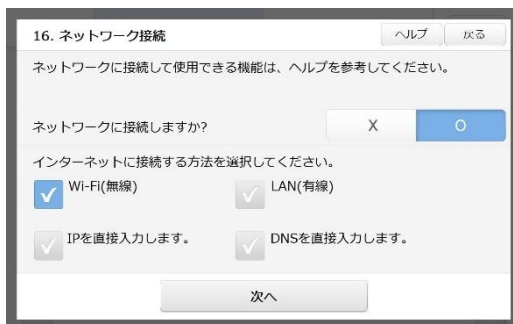 16. ネットワーク接続
ヘルプ
戻る
ネットワークに接続して使用できる機能は、ヘルプを参考してください。
ネットワークに接続しますか?
X
O
インターネットに接続する方法を選択してください。
Wi-Fi(無線)
LAN(有線)
IPを直接入力します。
DNSを直接入力します。
次へ